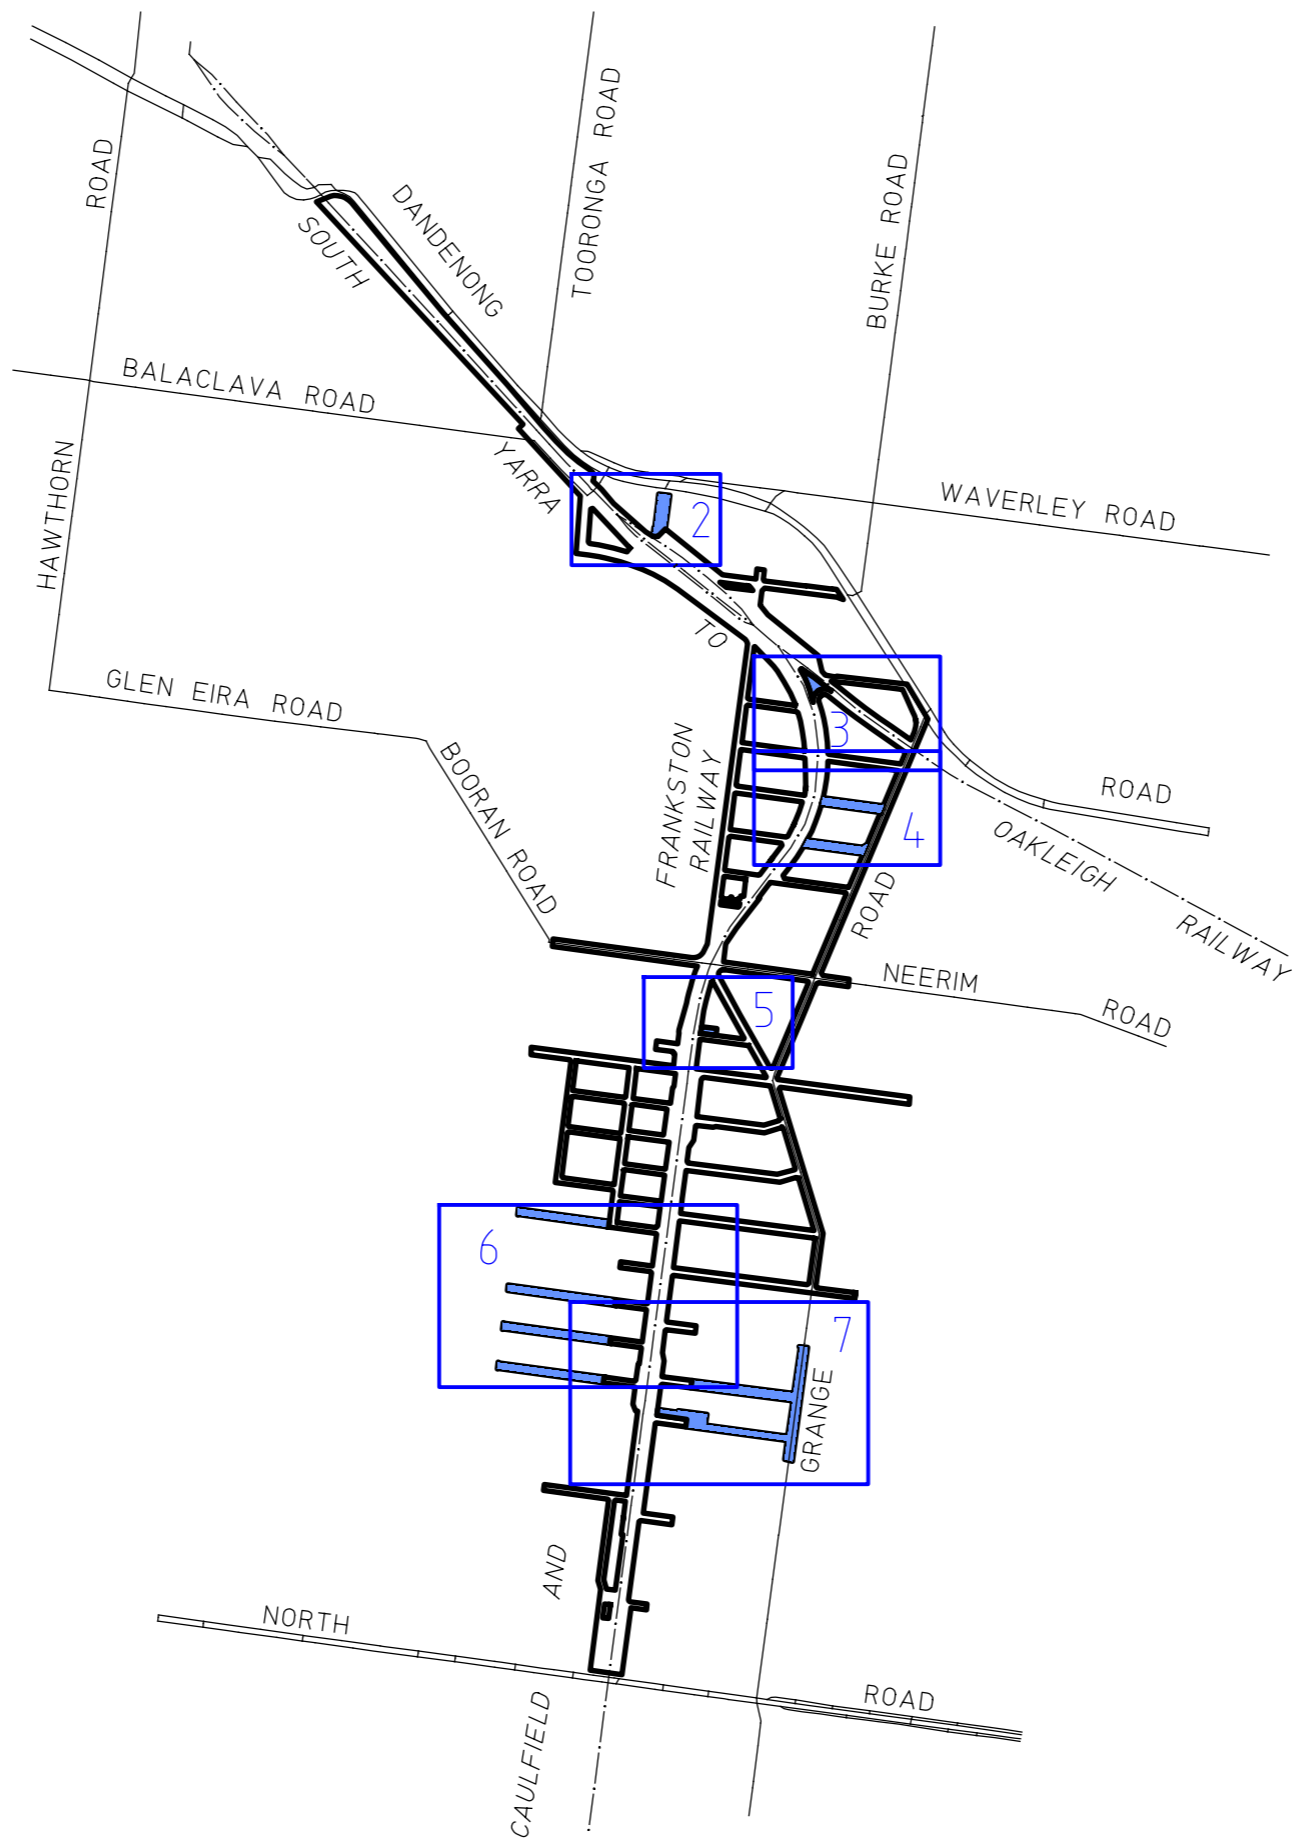 TOORONGA ROAD
ROAD
BURKE ROAD
DANDENONG
SOUTH
BALACLAVA ROAD
YARRA
HAWTHORN
WAVERLEY ROAD
2
TO
GLEN EIRA ROAD
3
FRANKSTON
RAILWAY
BOORAN ROAD
ROAD
4
OAKLEIGH
ROAD
RAILWAY
NEERIM
ROAD
5
6
7
GRANGE
AND
NORTH
ROAD
CAULFIELD